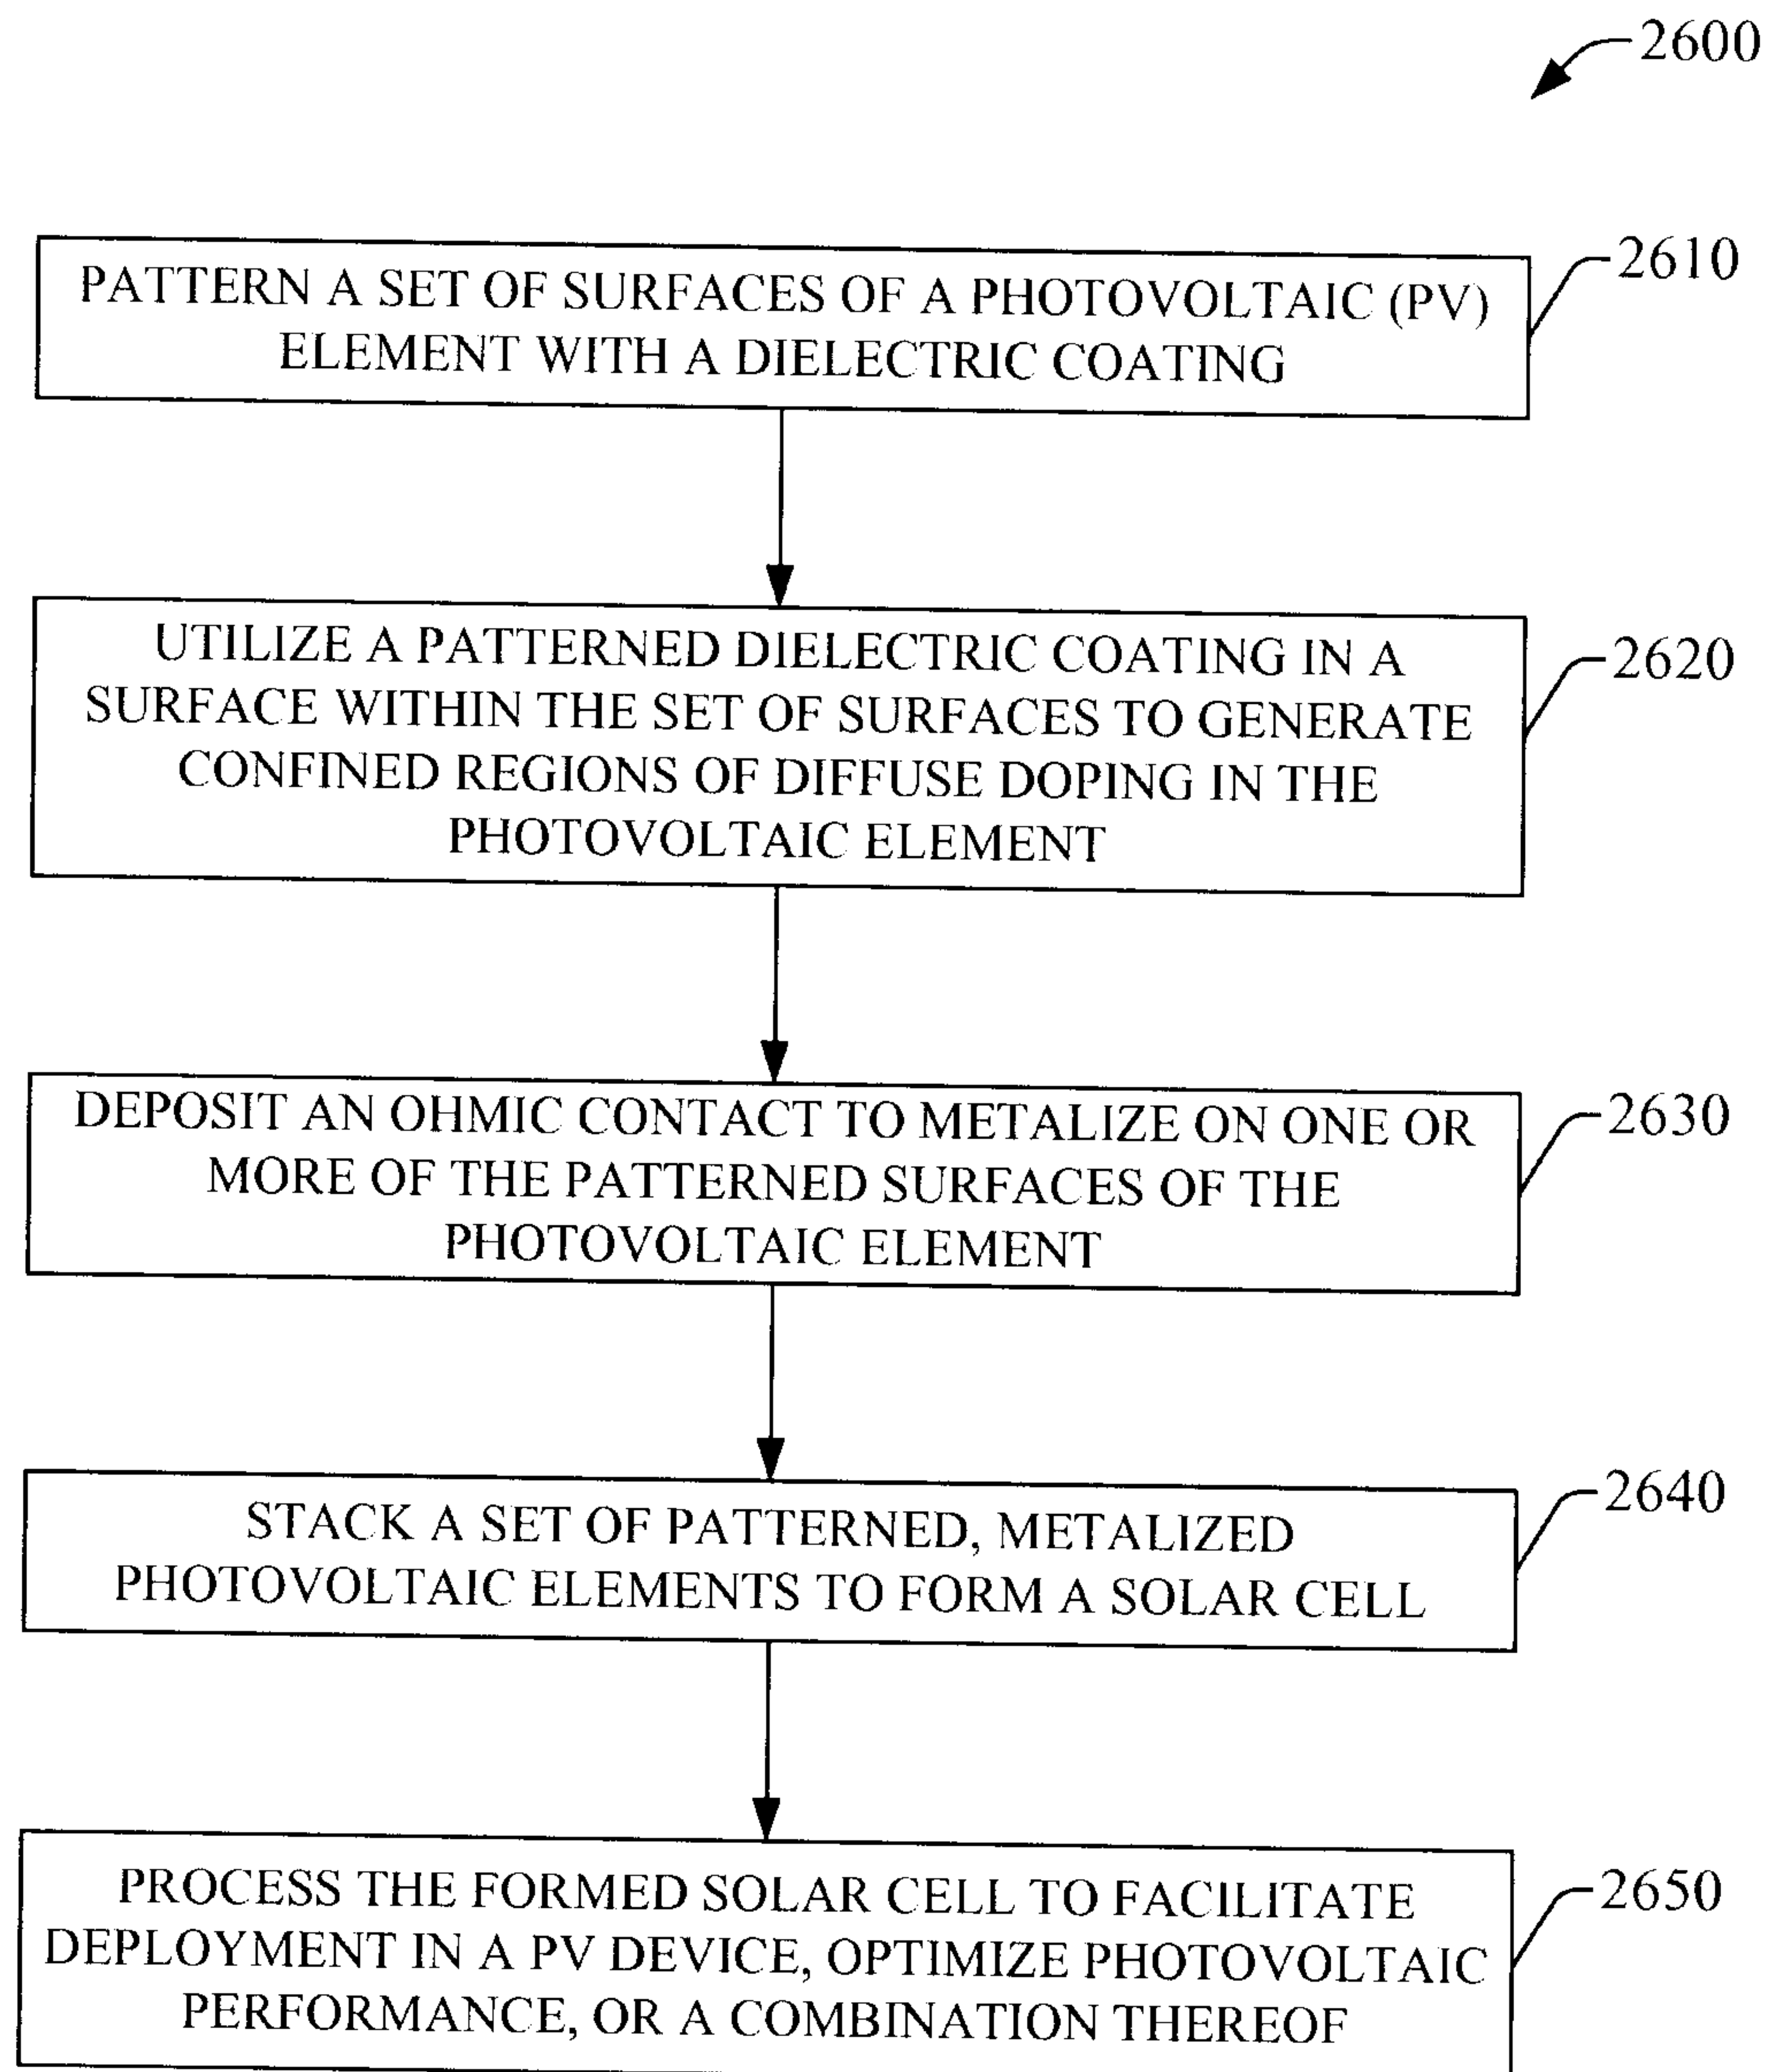 2600
PATTERN A SET OF SURFACES OF A PHOTOVOLTAIC (PV)
ELEMENT WITH A DIELECTRIC COATING
2610
UTILIZE A PATTERNED DIELECTRIC COATING IN A
SURFACE WITHIN THE SET OF SURFACES TO GENERATE
CONFINED REGIONS OF DIFFUSE DOPING IN THE
PHOTOVOLTAIC ELEMENT
2620
DEPOSIT AN OHMIC CONTACT TO METALIZE ON ONE OR
MORE OF THE PATTERNED SURFACES OF THE
PHOTOVOLTAIC ELEMENT
2630
STACK A SET OF PATTERNED, METALIZED
PHOTOVOLTAIC ELEMENTS TO FORM A SOLAR CELL
2640
PROCESS THE FORMED SOLAR CELL TO FACILITATE
DEPLOYMENT IN A PV DEVICE, OPTIMIZE PHOTOVOLTAIC
PERFORMANCE, OR A COMBINATION THEREOF
2650